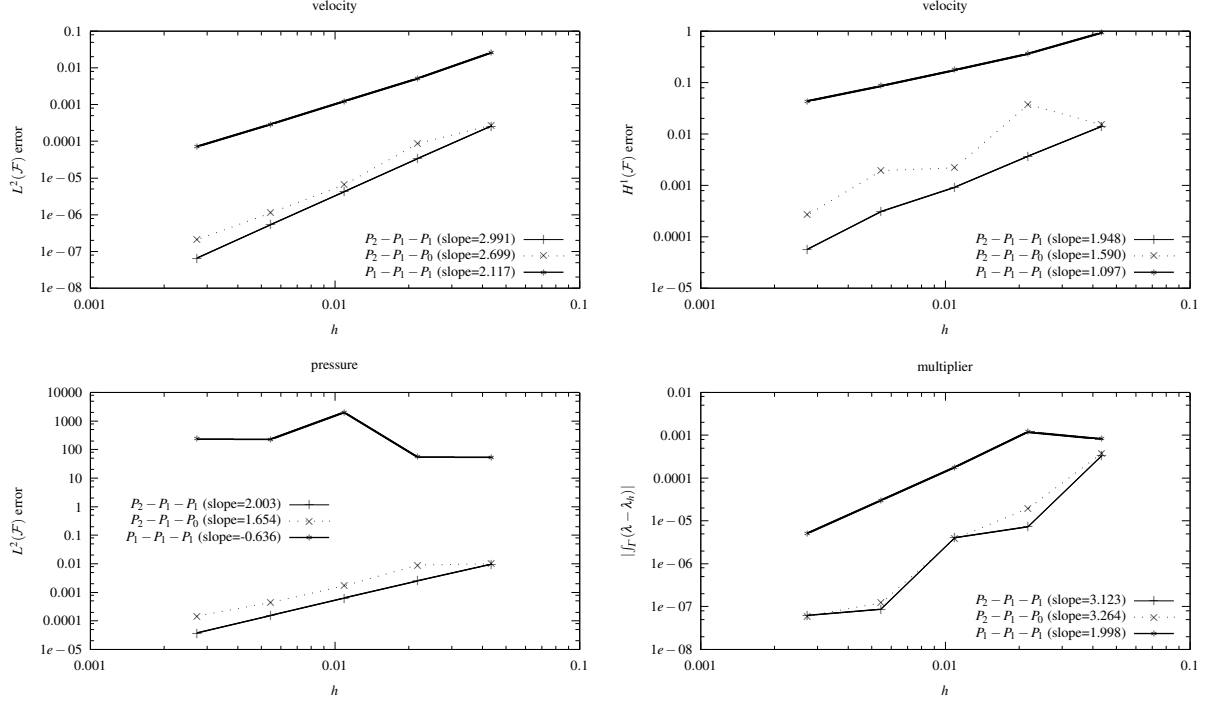 velocity
0.1
0.01
0.001
0.0001
1e − 05
1e − 06
1e − 07
1e − 08
0.001
0.01
0.1
h
L²(ℱ) error
P₂ − P₁ − P₁ (slope=2.991)
P₂ − P₁ − P₀ (slope=2.699)
P₁ − P₁ − P₁ (slope=2.117)
velocity
1
0.1
0.01
0.001
0.0001
1e − 05
0.001
0.01
0.1
h
H¹(ℱ) error
P₂ − P₁ − P₁ (slope=1.948)
P₂ − P₁ − P₀ (slope=1.590)
P₁ − P₁ − P₁ (slope=1.097)
pressure
10000
1000
100
10
1
0.1
0.01
0.001
0.0001
1e − 05
0.001
0.01
0.1
h
L²(ℱ) error
P₂ − P₁ − P₁ (slope=2.003)
P₂ − P₁ − P₀ (slope=1.654)
P₁ − P₁ − P₁ (slope=-0.636)
multiplier
0.01
0.001
0.0001
1e − 05
1e − 06
1e − 07
1e − 08
0.001
0.01
0.1
h
|∫_Γ(λ − λₕ)|
P₂ − P₁ − P₁ (slope=3.123)
P₂ − P₁ − P₀ (slope=3.264)
P₁ − P₁ − P₁ (slope=1.998)